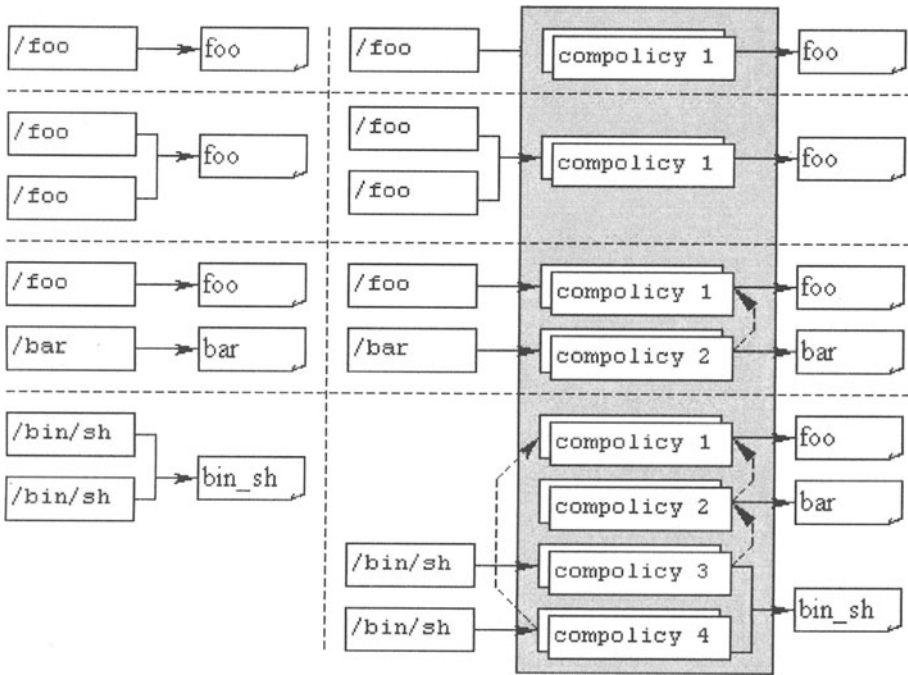 /foo
foo
/foo
compolicy 1
foo
/foo
/foo
foo
/foo
/foo
compolicy 1
foo
/foo
foo
/foo
compolicy 1
foo
/bar
bar
/bar
compolicy 2
bar
/bin/sh
/bin/sh
bin_sh
compolicy 1
foo
compolicy 2
bar
/bin/sh
compolicy 3
/bin/sh
compolicy 4
bin_sh